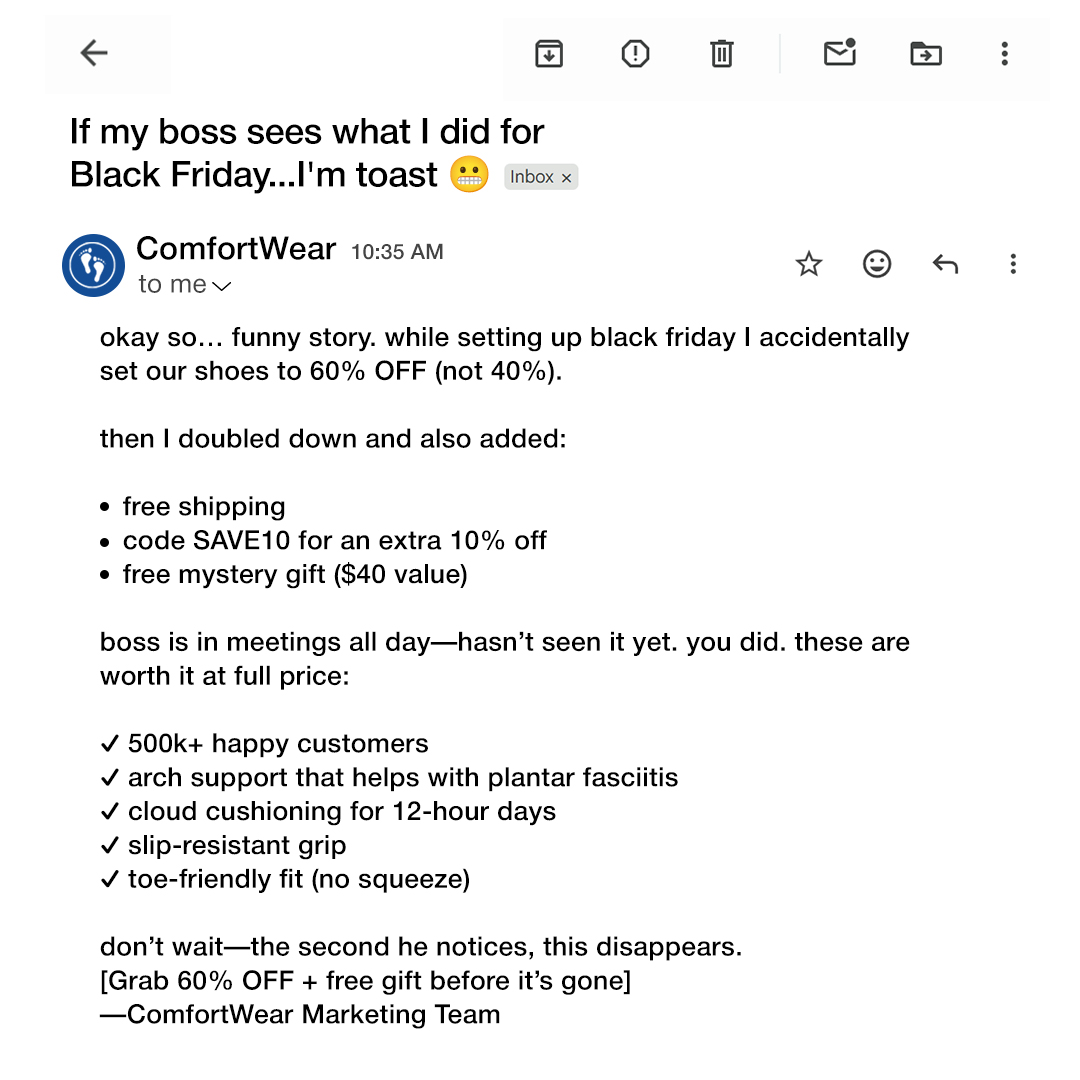 If my boss sees what I did for
Black Friday...I'm toast 😬 Inbox ×
ComfortWear 10:35 AM
to me
okay so... funny story. while setting up black friday I accidentally
set our shoes to 60% OFF (not 40%).
then I doubled down and also added:
• free shipping
• code SAVE10 for an extra 10% off
• free mystery gift ($40 value)
boss is in meetings all day—hasn’t seen it yet. you did. these are
worth it at full price:
✓ 500k+ happy customers
✓ arch support that helps with plantar fasciitis
✓ cloud cushioning for 12-hour days
✓ slip-resistant grip
✓ toe-friendly fit (no squeeze)
don’t wait—the second he notices, this disappears.
[Grab 60% OFF + free gift before it’s gone]
—ComfortWear Marketing Team